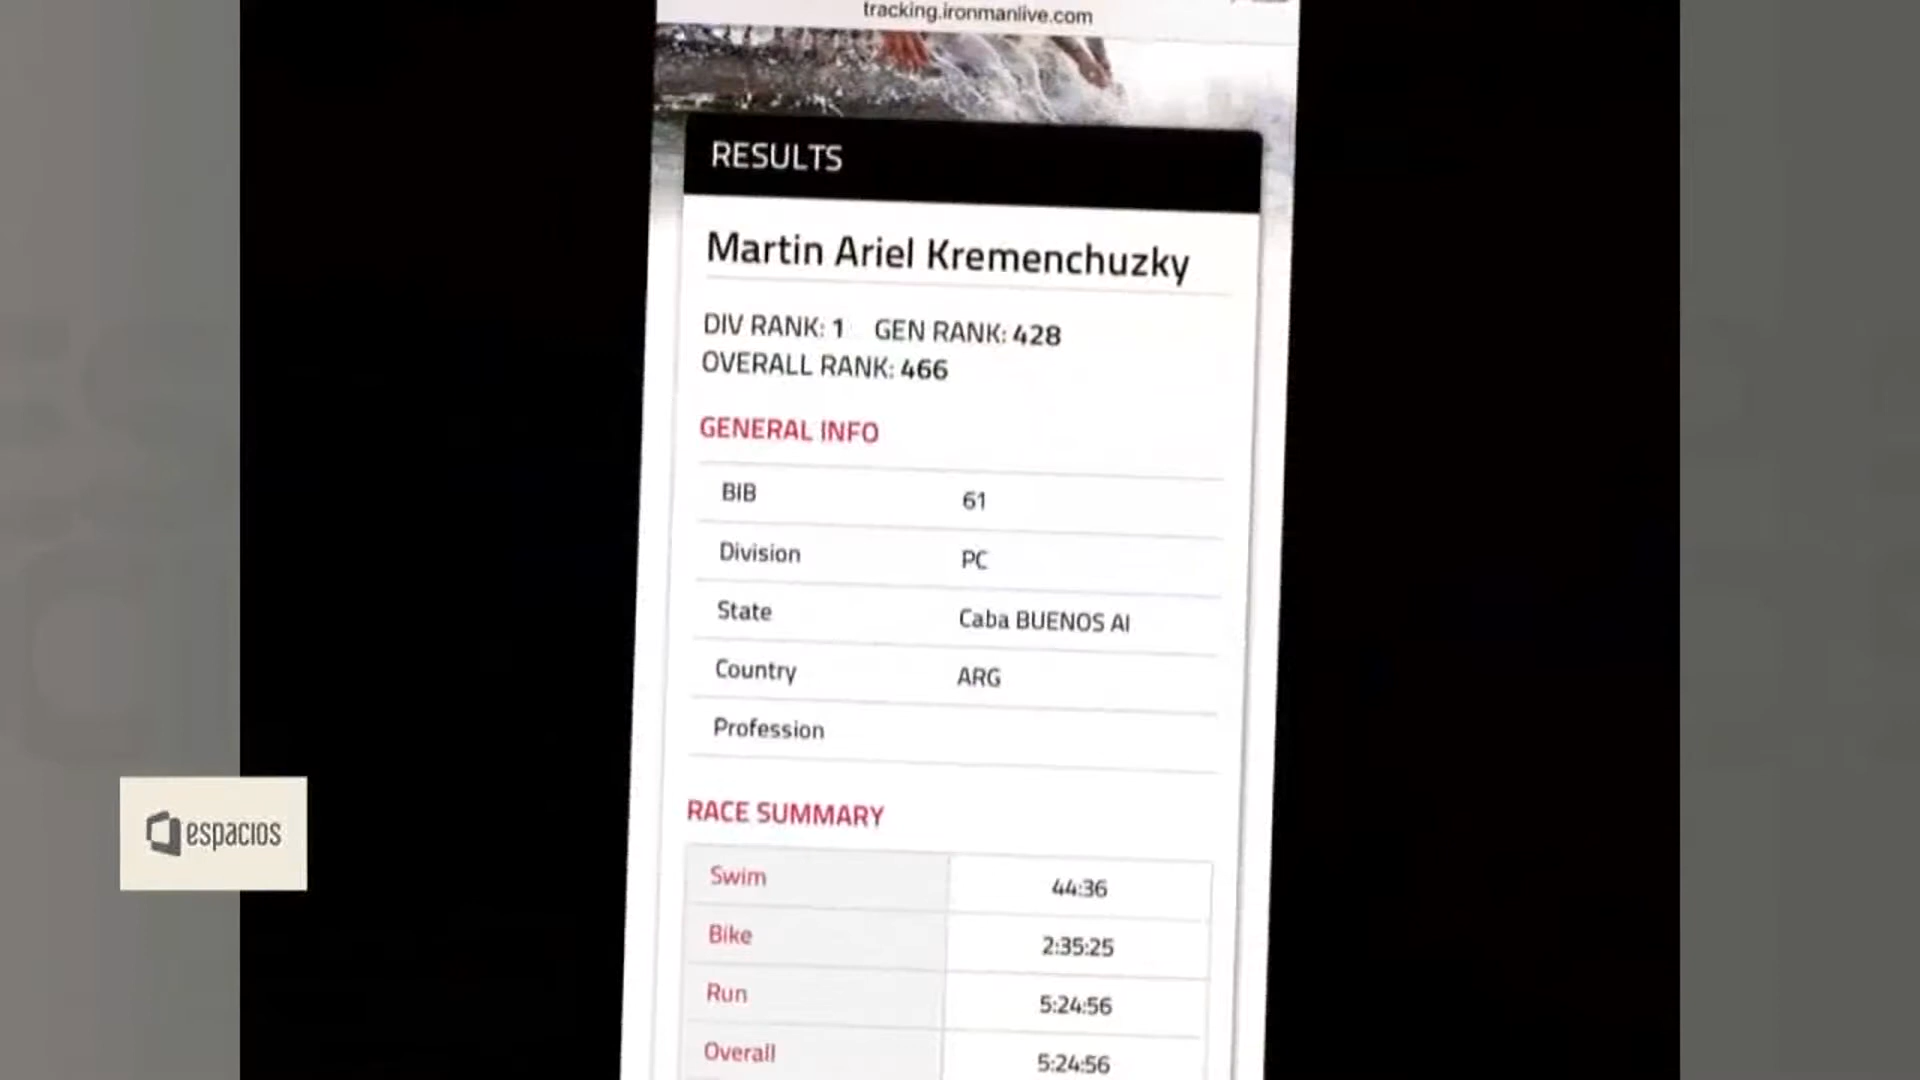 tracking.ironmanlive.com
RESULTS
Martin Ariel Kremenchuzky
DIV RANK: 1 GEN RANK: 428
OVERALL RANK: 466
GENERAL INFO
BIB 61
Division PC
State Caba BUENOS AI
Country ARG
Profession
RACE SUMMARY
Swim 44:36
Bike 2:35:25
Run 5:24:56
Overall 5:24:56
espacios